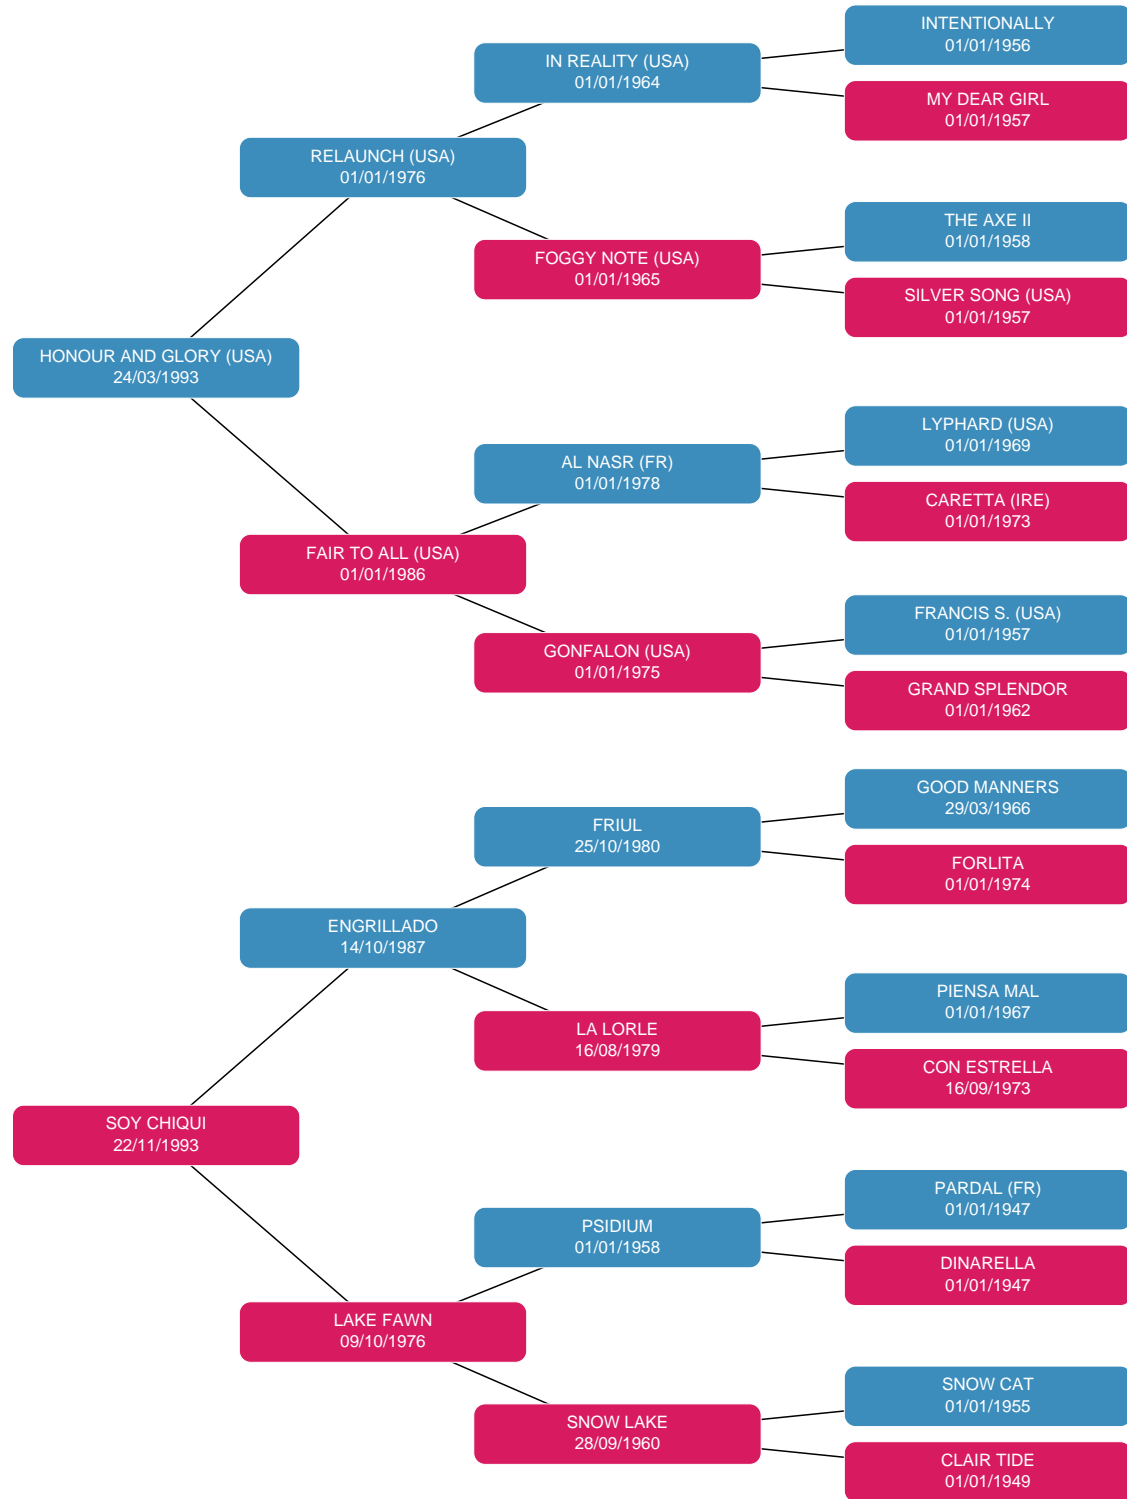 INTENTIONALLY
01/01/1956
IN REALITY (USA)
01/01/1964
MY DEAR GIRL
01/01/1957
RELAUNCH (USA)
01/01/1976
THE AXE II
01/01/1958
FOGGY NOTE (USA)
01/01/1965
SILVER SONG (USA)
01/01/1957
HONOUR AND GLORY (USA)
24/03/1993
LYPHARD (USA)
01/01/1969
AL NASR (FR)
01/01/1978
CARETTA (IRE)
01/01/1973
FAIR TO ALL (USA)
01/01/1986
FRANCIS S. (USA)
01/01/1957
GONFALON (USA)
01/01/1975
GRAND SPLENDOR
01/01/1962
GOOD MANNERS
29/03/1966
FRIUL
25/10/1980
FORLITA
01/01/1974
ENGRILLADO
14/10/1987
PIENSA MAL
01/01/1967
LA LORLE
16/08/1979
CON ESTRELLA
16/09/1973
SOY CHIQUI
22/11/1993
PARDAL (FR)
01/01/1947
PSIDIUM
01/01/1958
DINARELLA
01/01/1947
LAKE FAWN
09/10/1976
SNOW CAT
01/01/1955
SNOW LAKE
28/09/1960
CLAIR TIDE
01/01/1949